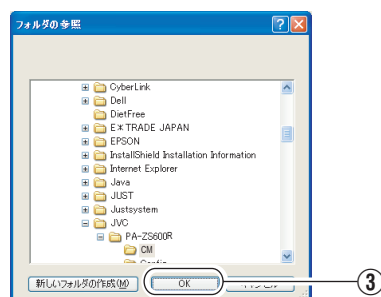 フォルダの参照
CyberLink
Dell
DietFree
E*TRADE JAPAN
EPSON
InstallShield Installation Information
Internet Explorer
Java
JUST
Justsystem
JVC
PA-ZS600R
CM
Config
新しいフォルダの作成(M)
OK
③